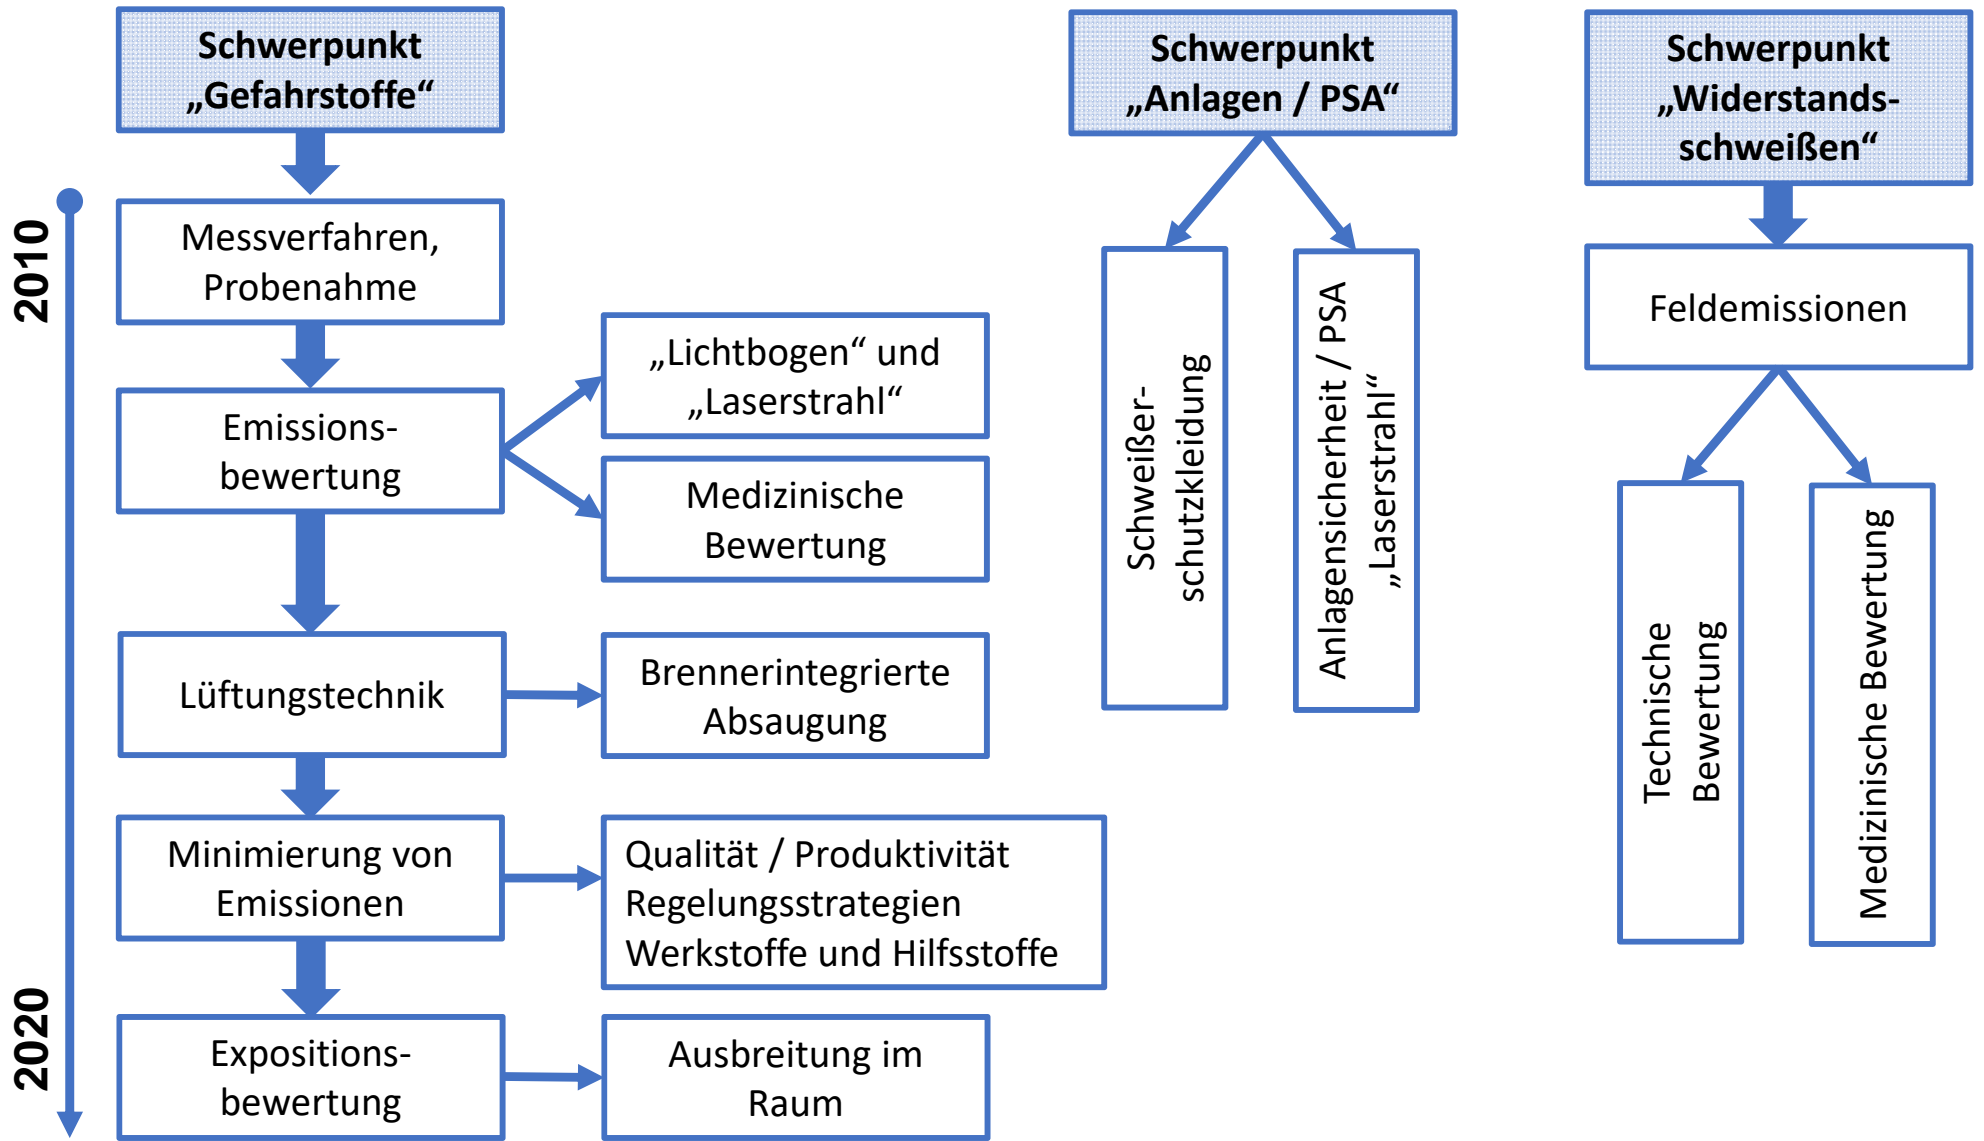 Schwerpunkt
„Gefahrstoffe“
2010
2020
Messverfahren,
Probenahme
Emissions-
bewertung
„Lichtbogen“ und
„Laserstrahl“
Medizinische
Bewertung
Lüftungstechnik
Brennerintegrierte
Absaugung
Minimierung von
Emissionen
Qualität / Produktivität
Regelungsstrategien
Werkstoffe und Hilfsstoffe
Expositions-
bewertung
Ausbreitung im
Raum
Schwerpunkt
„Anlagen / PSA“
Schweißer-
schutzkleidung
Anlagensicherheit / PSA
„Laserstrahl“
Schwerpunkt
„Widerstands-
schweißen“
Feldemissionen
Technische
Bewertung
Medizinische Bewertung